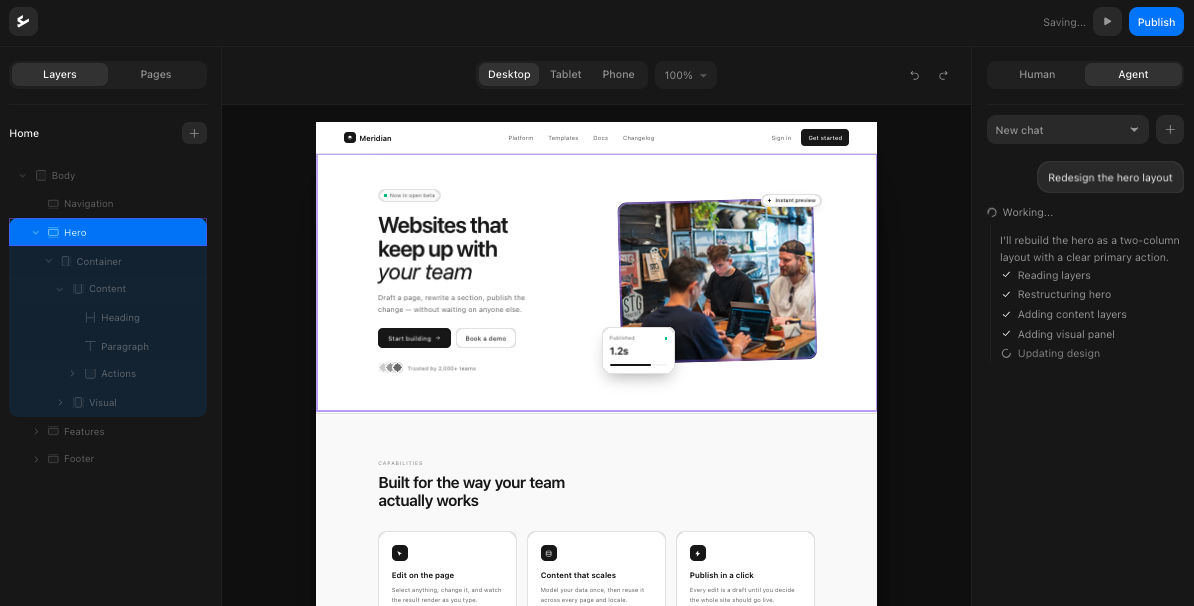 Saving...
Publish
Layers
Pages
Desktop
Tablet
Phone
100%
Human
Agent
Home
New chat
Body
Navigation
Hero
Container
Content
Heading
Paragraph
Actions
Visual
Features
Footer
Meridian
Platform
Templates
Docs
Changelog
Sign in
Get started
Now in open beta
Websites that
keep up with
your team
Draft a page, rewrite a section, publish the
change — without waiting on anyone else.
Start building →
Book a demo
Trusted by 2,000+ teams
Instant preview
STG
Published
1.2s
CAPABILITIES
Built for the way your team
actually works
Edit on the page
Select anything, change it, and watch
the result render as you type.
Content that scales
Model your data once, then reuse it
across every page and locale.
Publish in a click
Every edit is a draft until you decide
the whole site should go live.
Redesign the hero layout
Working...
I'll rebuild the hero as a two-column
layout with a clear primary action.
Reading layers
Restructuring hero
Adding content layers
Adding visual panel
Updating design